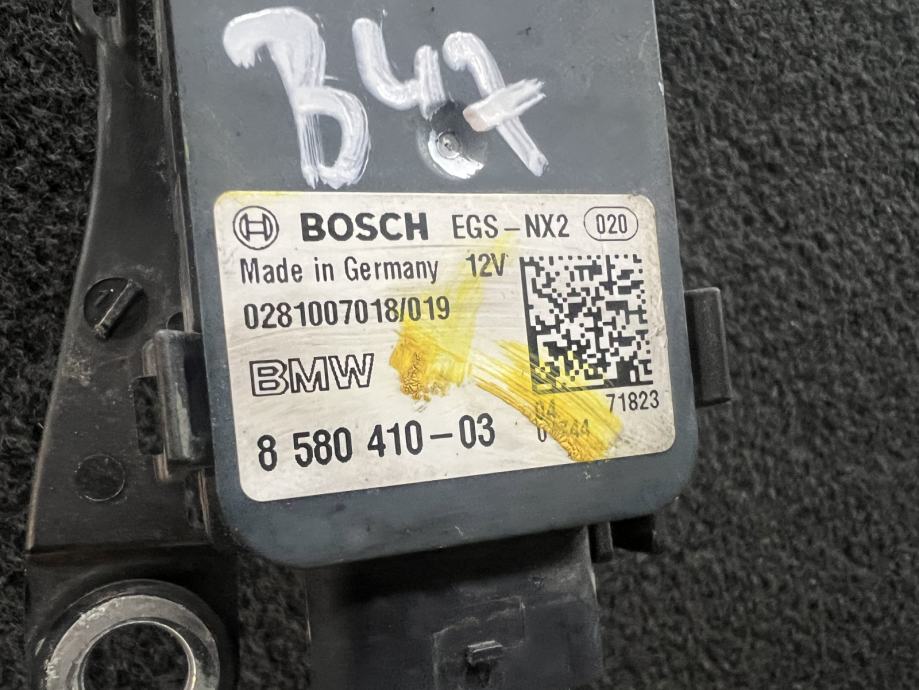 B47
BOSCH EGS-NX2 020
Made in Germany 12V
0281007018/019
BMW
71823
8 580 410-03